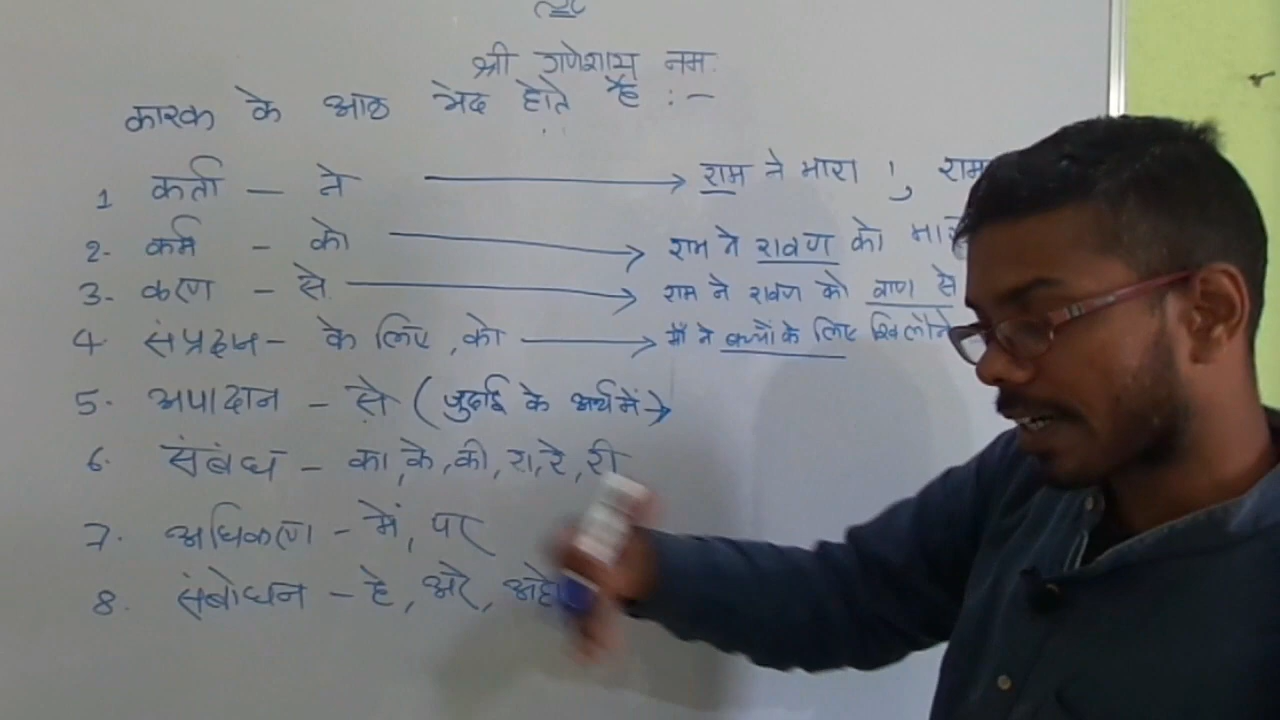 श्री गणेशाय नमः
कारक के आठ भेद होते है :-
1 कर्ता - ने → राम ने मारा ।, राम
2- कर्म - को → राम ने रावण को
3- करण - से → राम ने रावण को बाण से
4. संप्रदान - के लिए, को → माँ ने बच्चों के लिए खिलौने
5. अपादान - से (जुदाई के अर्थ में →
6. संबंध - का, के, की, रा, रे, री
7. अधिकरण - में, पर
8. संबोधन - हे, अरे,